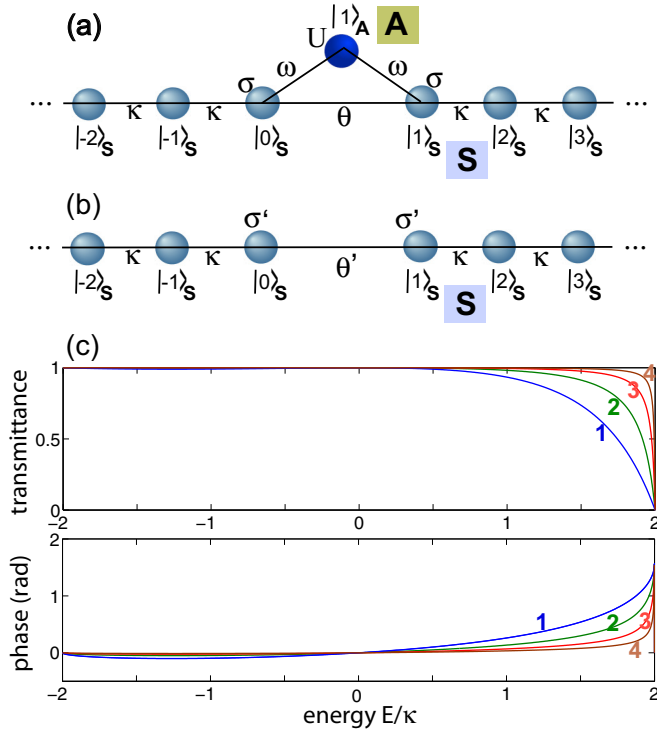 (a) |1⟩A A
U
ω ω
σ σ
... κ κ θ κ κ ...
|-2⟩S |-1⟩S |0⟩S |1⟩S |2⟩S |3⟩S
S
(b)
σ‘ σ’
... κ κ θ’ κ κ ...
|-2⟩S |-1⟩S |0⟩S |1⟩S |2⟩S |3⟩S
S
(c)
transmittance
1
0.5
0
1 2 3 4
−2 −1 0 1 2
phase (rad)
2
1
0
1 2 3 4
−2 −1 0 1 2
energy E/κ